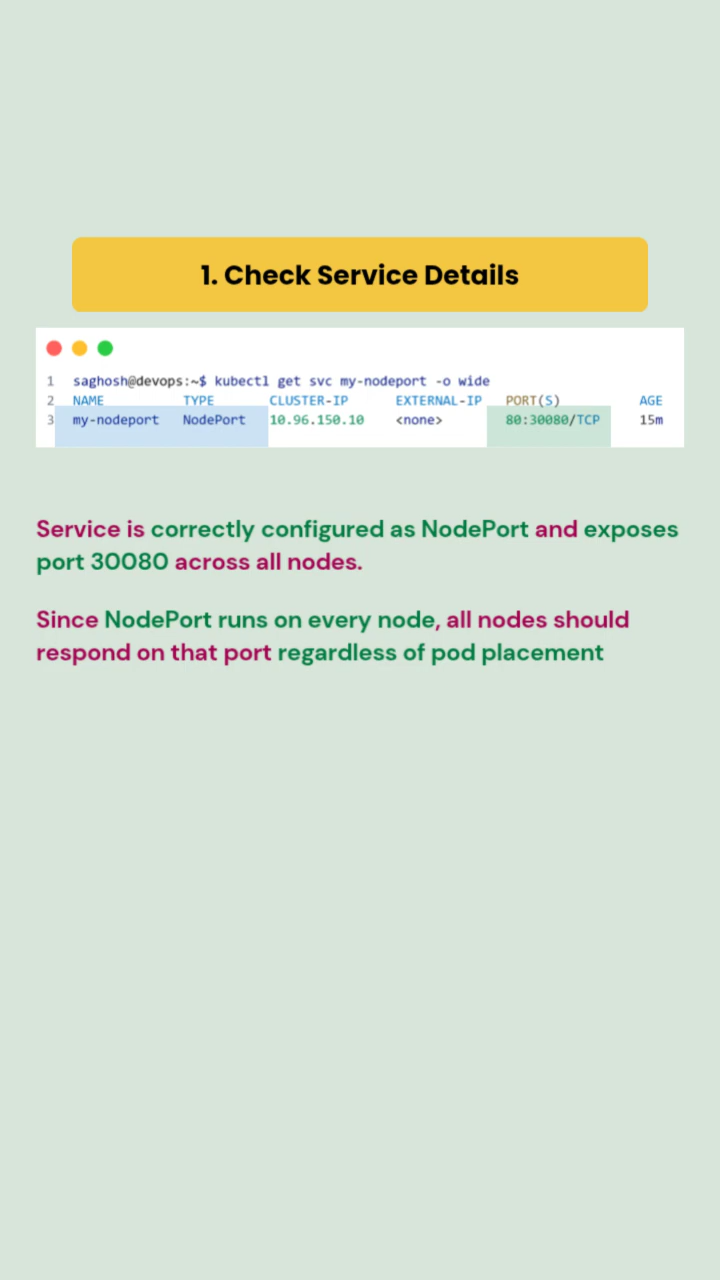 1. Check Service Details
1 saghosh@devops:~$ kubectl get svc my-nodeport -o wide
2 NAME TYPE CLUSTER-IP EXTERNAL-IP PORT(S) AGE
3 my-nodeport NodePort 10.96.150.10 <none> 80:30080/TCP 15m
Service is correctly configured as NodePort and exposes
port 30080 across all nodes.
Since NodePort runs on every node, all nodes should
respond on that port regardless of pod placement